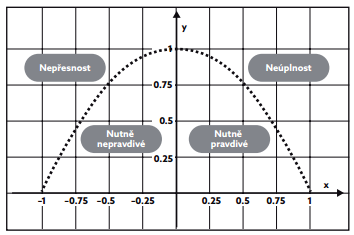 y
1
Nepřesnost
Neúplnost
0.75
0.5
Nutně
nepravdivé
Nutně
pravdivé
0.25
x
–1 –0.75 –0.5 –0.25 0.25 0.5 0.75 1